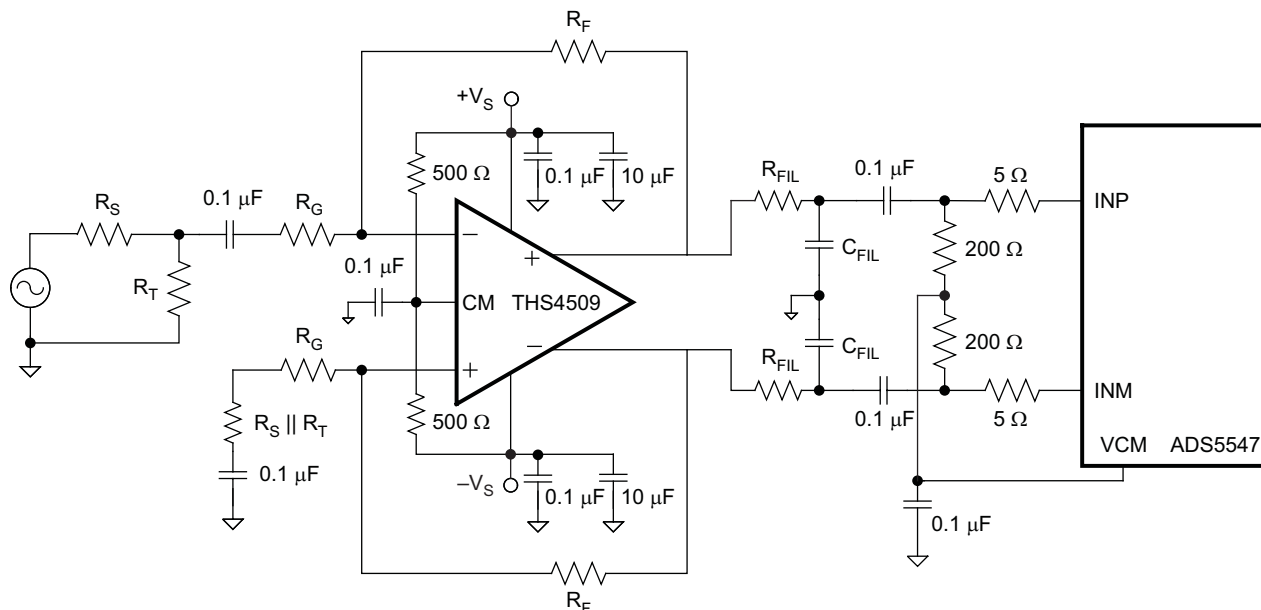 R_F
+V_S
500 Ω
0.1 μF
10 μF
R_FIL
0.1 μF
5 Ω
R_S
0.1 μF
R_G
INP
−
+
C_FIL
200 Ω
R_T
0.1 μF
CM
THS4509
R_G
−
+
C_FIL
200 Ω
R_FIL
500 Ω
0.1 μF
5 Ω
INM
R_S || R_T
0.1 μF
VCM
ADS5547
−V_S
0.1 μF
10 μF
0.1 μF
R_F